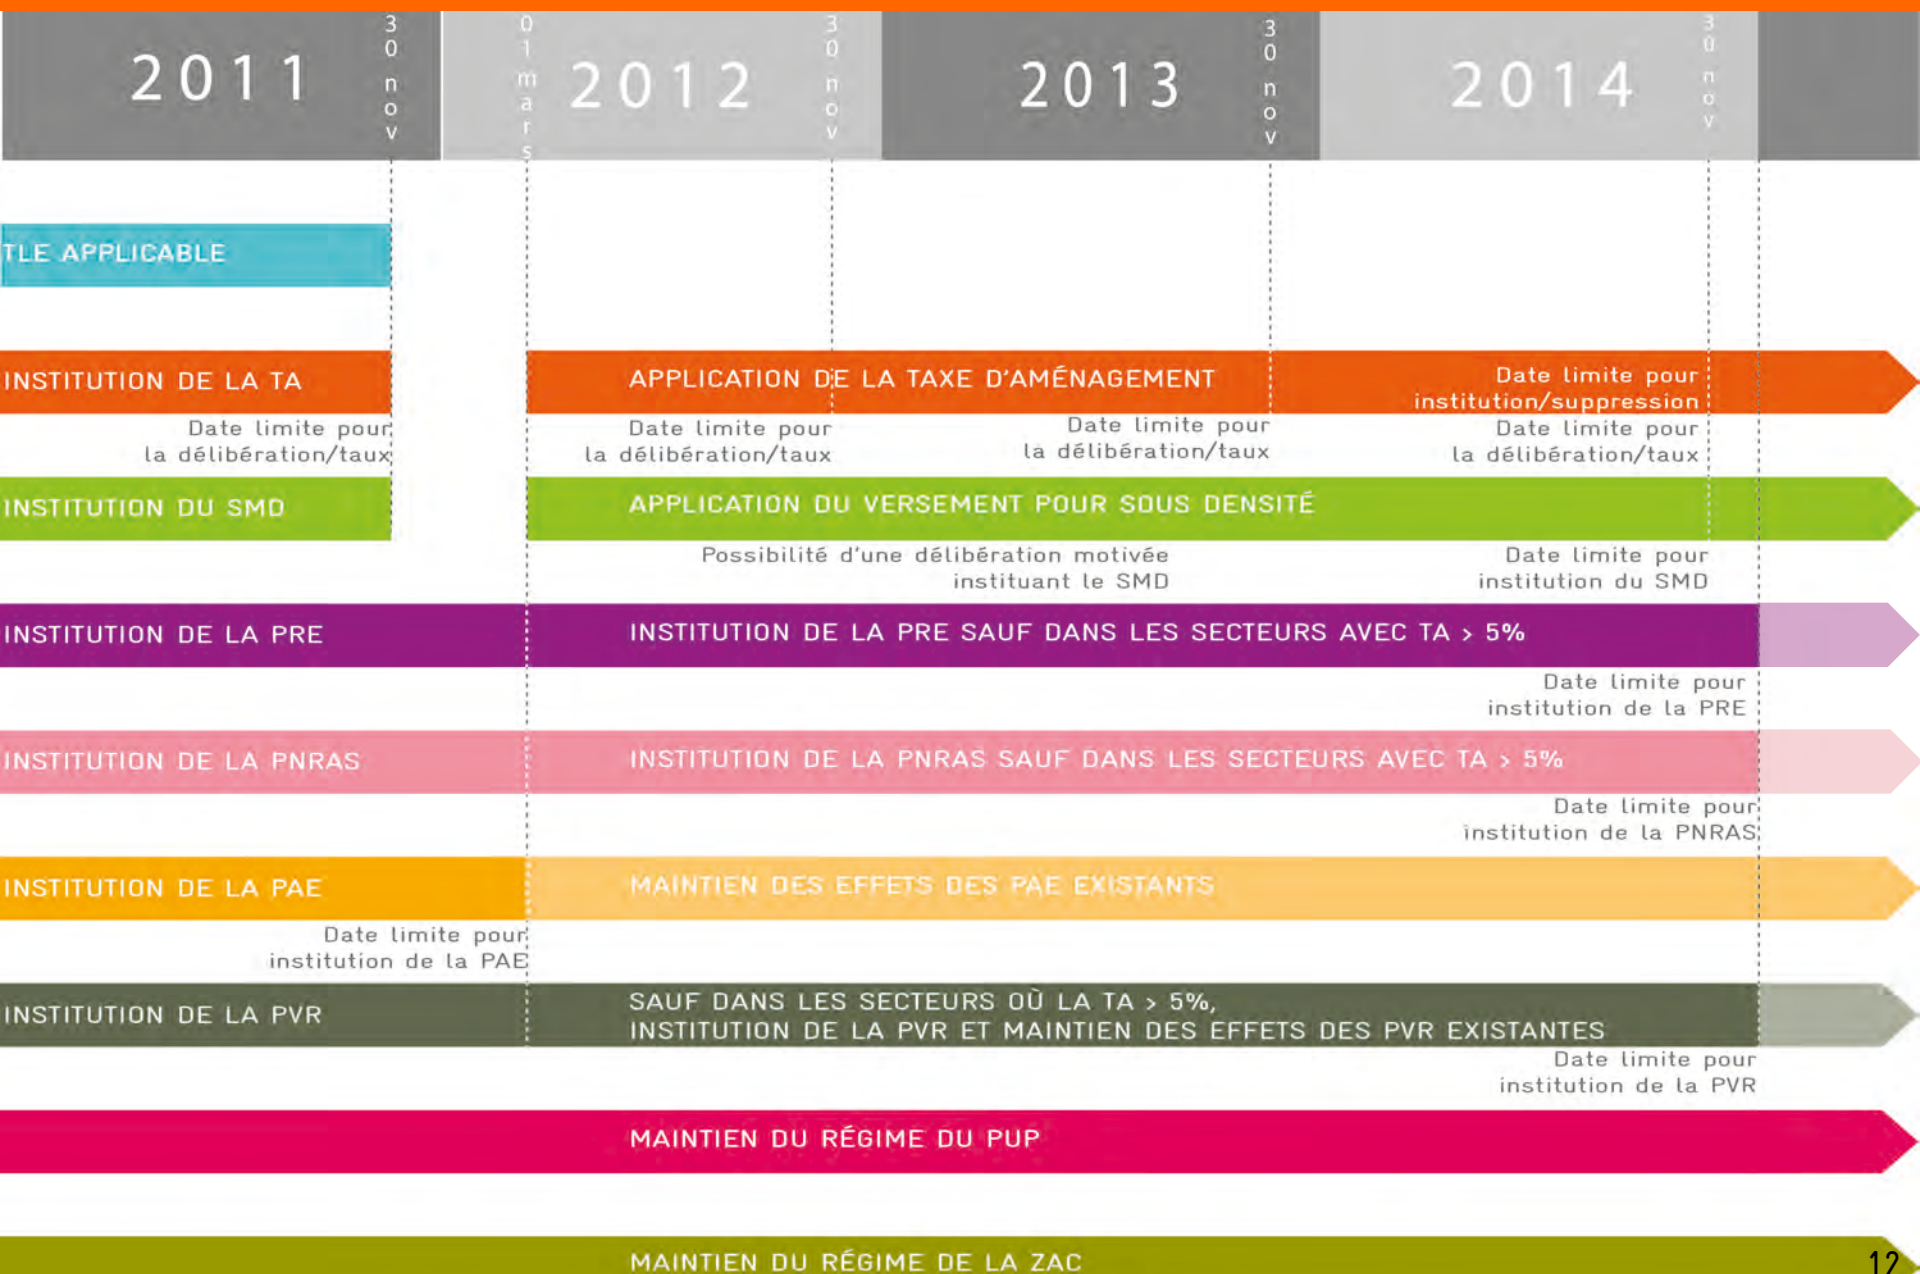 2011
30 nov
01 mars
2012
30 nov
2013
30 nov
2014
30 nov
TLE APPLICABLE
INSTITUTION DE LA TA
APPLICATION DE LA TAXE D'AMÉNAGEMENT
Date limite pour
institution/suppression
Date limite pour
la délibération/taux
Date limite pour
la délibération/taux
Date limite pour
la délibération/taux
Date limite pour
la délibération/taux
INSTITUTION DU SMD
APPLICATION DU VERSEMENT POUR SOUS DENSITÉ
Possibilité d'une délibération motivée
instituant le SMD
Date limite pour
institution du SMD
INSTITUTION DE LA PRE
INSTITUTION DE LA PRE SAUF DANS LES SECTEURS AVEC TA > 5%
Date limite pour
institution de la PRE
INSTITUTION DE LA PNRAS
INSTITUTION DE LA PNRAS SAUF DANS LES SECTEURS AVEC TA > 5%
Date limite pour
institution de la PNRAS
INSTITUTION DE LA PAE
MAINTIEN DES EFFETS DES PAE EXISTANTS
Date limite pour
institution de la PAE
INSTITUTION DE LA PVR
SAUF DANS LES SECTEURS OÙ LA TA > 5%,
INSTITUTION DE LA PVR ET MAINTIEN DES EFFETS DES PVR EXISTANTES
Date limite pour
institution de la PVR
MAINTIEN DU RÉGIME DU PUP
MAINTIEN DU RÉGIME DE LA ZAC
12